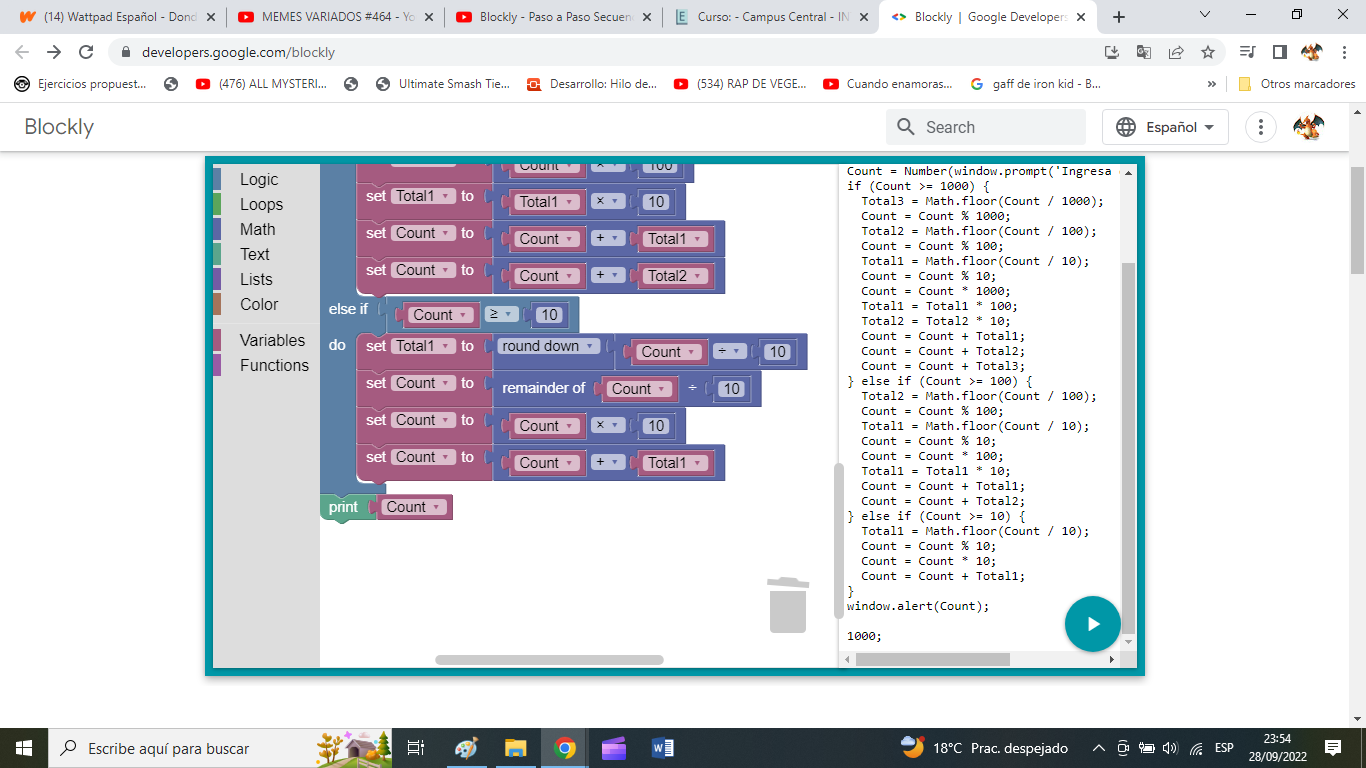 (14) Wattpad Español - Dond
MEMES VARIADOS #464 - Yo
Blockly - Paso a Paso Secuen
Curso: - Campus Central - IN
Blockly | Google Developers
developers.google.com/blockly
Ejercicios propuest...
(476) ALL MYSTERI...
Ultimate Smash Tie...
Desarrollo: Hilo de...
(534) RAP DE VEGE...
Cuando enamoras...
gaff de iron kid - B...
»
Otros marcadores
Blockly
Search
Español
Logic
Loops
Math
Text
Lists
Color
Variables
Functions
Count × 100
set Total1 to Total1 × 10
set Count to Count + Total1
set Count to Count + Total2
else if Count ≥ 10
do set Total1 to round down Count ÷ 10
set Count to remainder of Count ÷ 10
set Count to Count × 10
set Count to Count + Total1
print Count
Count = Number(window.prompt('Ingresa
if (Count >= 1000) {
Total3 = Math.floor(Count / 1000);
Count = Count % 1000;
Total2 = Math.floor(Count / 100);
Count = Count % 100;
Total1 = Math.floor(Count / 10);
Count = Count % 10;
Count = Count * 1000;
Total1 = Total1 * 100;
Total2 = Total2 * 10;
Count = Count + Total1;
Count = Count + Total2;
Count = Count + Total3;
} else if (Count >= 100) {
Total2 = Math.floor(Count / 100);
Count = Count % 100;
Total1 = Math.floor(Count / 10);
Count = Count % 10;
Count = Count * 100;
Total1 = Total1 * 10;
Count = Count + Total1;
Count = Count + Total2;
} else if (Count >= 10) {
Total1 = Math.floor(Count / 10);
Count = Count % 10;
Count = Count * 10;
Count = Count + Total1;
}
window.alert(Count);
1000;
Escribe aquí para buscar
18°C Prac. despejado
ESP
23:54
28/09/2022